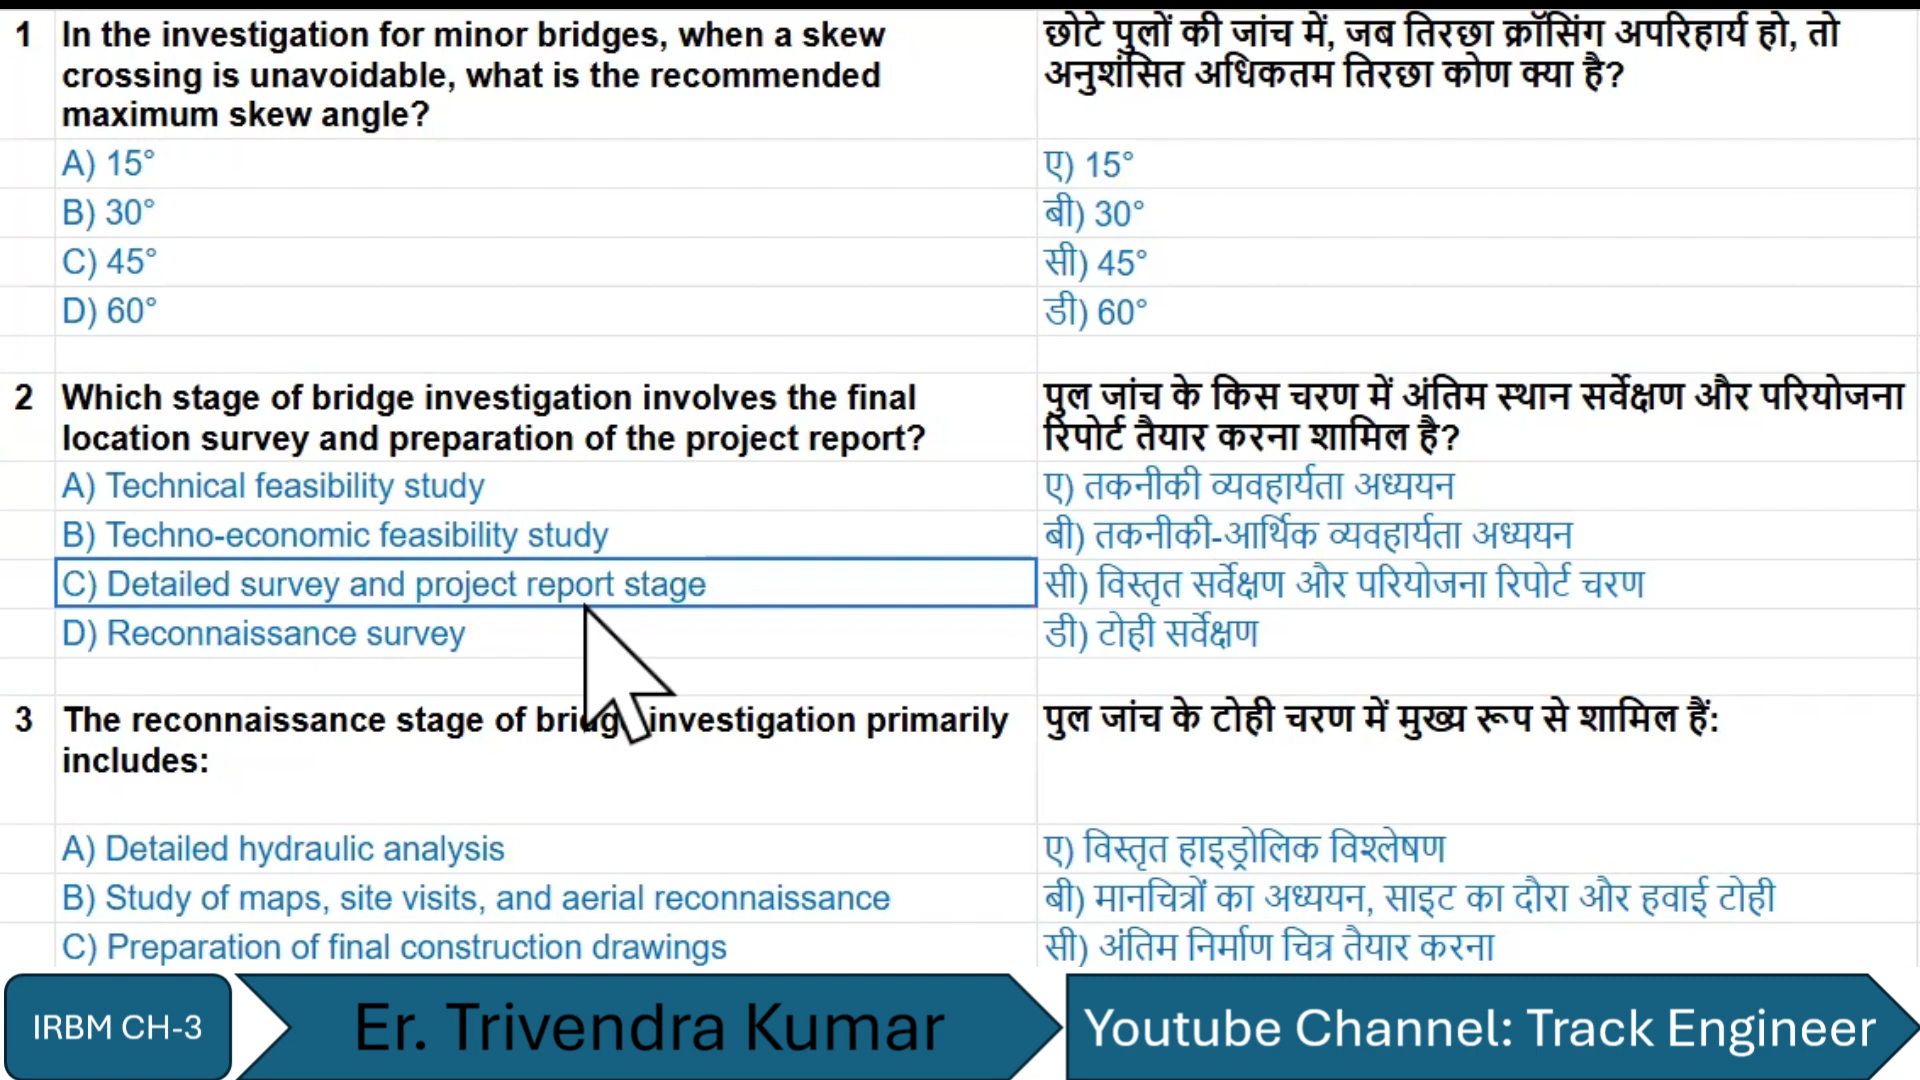 1 In the investigation for minor bridges, when a skew
crossing is unavoidable, what is the recommended
maximum skew angle?
छोटे पुलों की जांच में, जब तिरछा क्रॉसिंग अपरिहार्य हो, तो
अनुशंसित अधिकतम तिरछा कोण क्या है?
A) 15°
ए) 15°
B) 30°
बी) 30°
C) 45°
सी) 45°
D) 60°
डी) 60°
2 Which stage of bridge investigation involves the final
location survey and preparation of the project report?
पुल जांच के किस चरण में अंतिम स्थान सर्वेक्षण और परियोजना
रिपोर्ट तैयार करना शामिल है?
A) Technical feasibility study
ए) तकनीकी व्यवहार्यता अध्ययन
B) Techno-economic feasibility study
बी) तकनीकी-आर्थिक व्यवहार्यता अध्ययन
C) Detailed survey and project report stage
सी) विस्तृत सर्वेक्षण और परियोजना रिपोर्ट चरण
D) Reconnaissance survey
डी) टोही सर्वेक्षण
3 The reconnaissance stage of bridge investigation primarily
includes:
पुल जांच के टोही चरण में मुख्य रूप से शामिल हैं:
A) Detailed hydraulic analysis
ए) विस्तृत हाइड्रोलिक विश्लेषण
B) Study of maps, site visits, and aerial reconnaissance
बी) मानचित्रों का अध्ययन, साइट का दौरा और हवाई टोही
C) Preparation of final construction drawings
सी) अंतिम निर्माण चित्र तैयार करना
IRBM CH-3
Er. Trivendra Kumar
Youtube Channel: Track Engineer